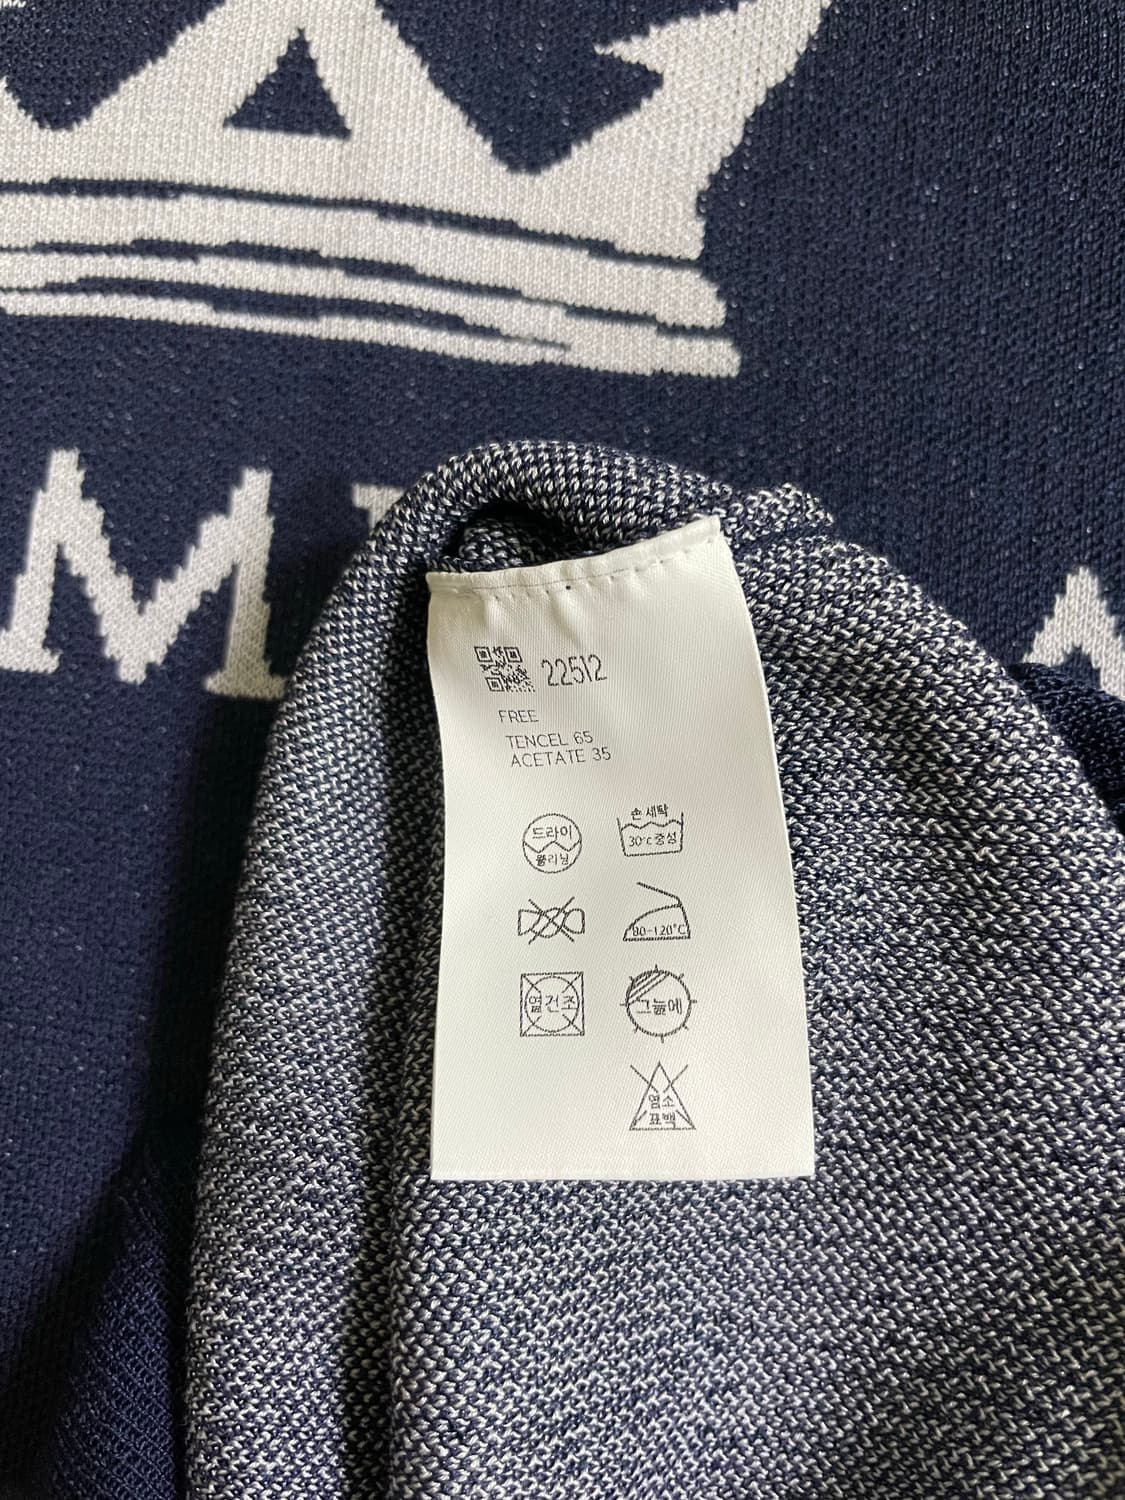 M
22512
FREE
TENCEL 65
ACETATE 35
드라이
클리닝
손세탁
30°C 중성
80-120°C
열건조
그늘에
염소
표백